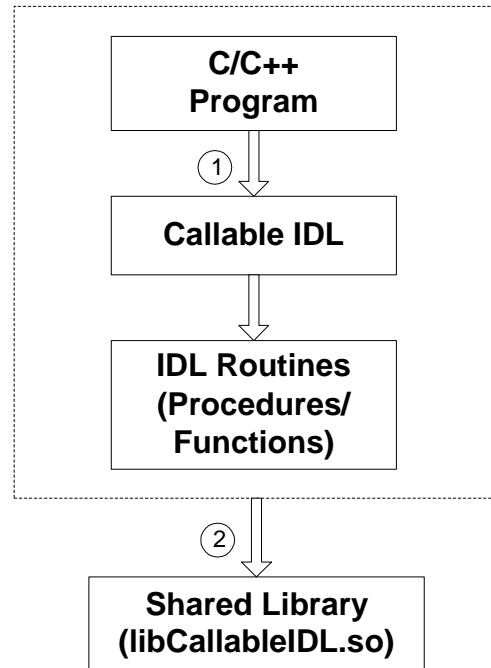 C/C++
Program
1
Callable IDL
IDL Routines
(Procedures/
Functions)
2
Shared Library
(libCallableIDL.so)